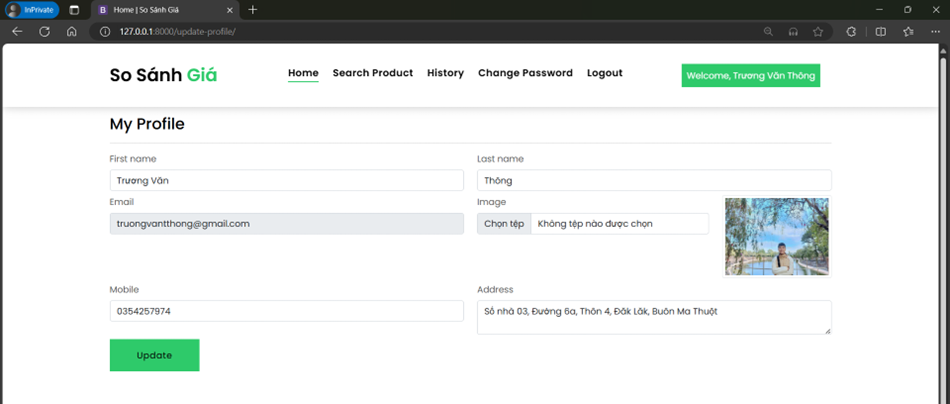 InPrivate
Home | So Sánh Giá
127.0.0.1:8000/update-profile/
So Sánh Giá
Home Search Product History Change Password Logout
Welcome, Trương Văn Thông
My Profile
First name Last name
Trương Văn Thông
Email Image
truongvantthong@gmail.com Chọn tệp Không tệp nào được chọn
Mobile Address
0354257974 Số nhà 03, Đường 6a, Thôn 4, Đăk Lăk, Buôn Ma Thuột
Update